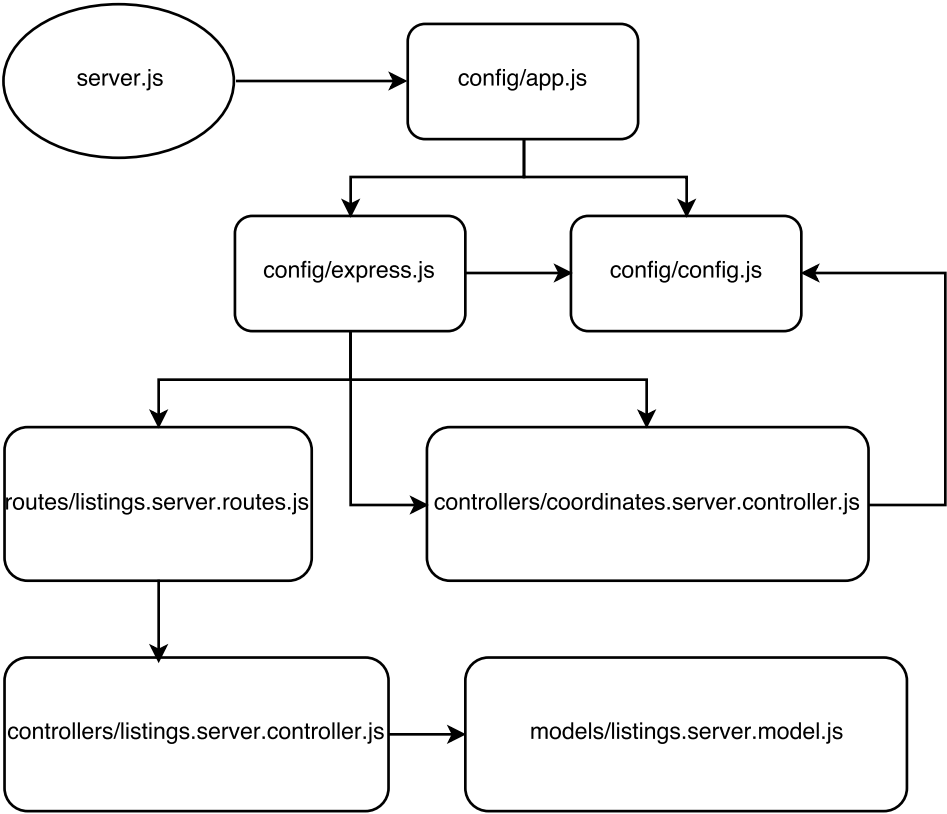 server.js
config/app.js
config/express.js
config/config.js
routes/listings.server.routes.js
controllers/coordinates.server.controller.js
controllers/listings.server.controller.js
models/listings.server.model.js